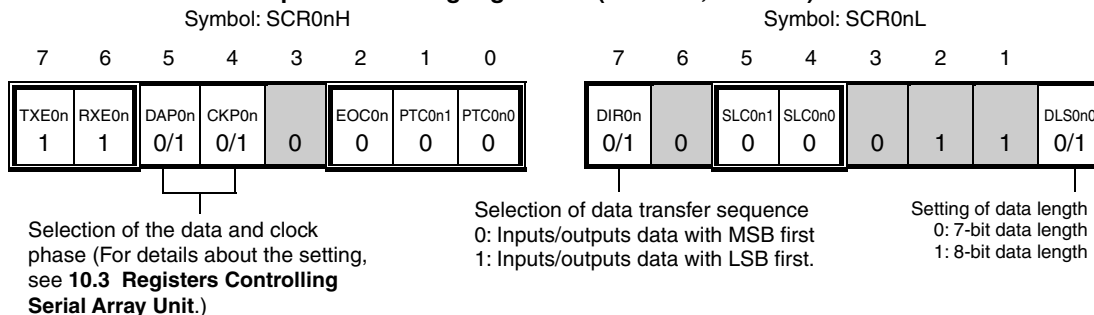 Symbol: SCR0nH
7 6 5 4 3 2 1 0
TXE0n RXE0n DAP0n CKP0n EOC0n PTC0n1 PTC0n0
1 1 0/1 0/1 0 0 0 0
Selection of the data and clock
phase (For details about the setting,
see 10.3 Registers Controlling
Serial Array Unit.)
Symbol: SCR0nL
7 6 5 4 3 2 1
DIR0n SLC0n1 SLC0n0 DLS0n0
0/1 0 0 0 0 1 1 0/1
Selection of data transfer sequence
0: Inputs/outputs data with MSB first
1: Inputs/outputs data with LSB first.
Setting of data length
0: 7-bit data length
1: 8-bit data length